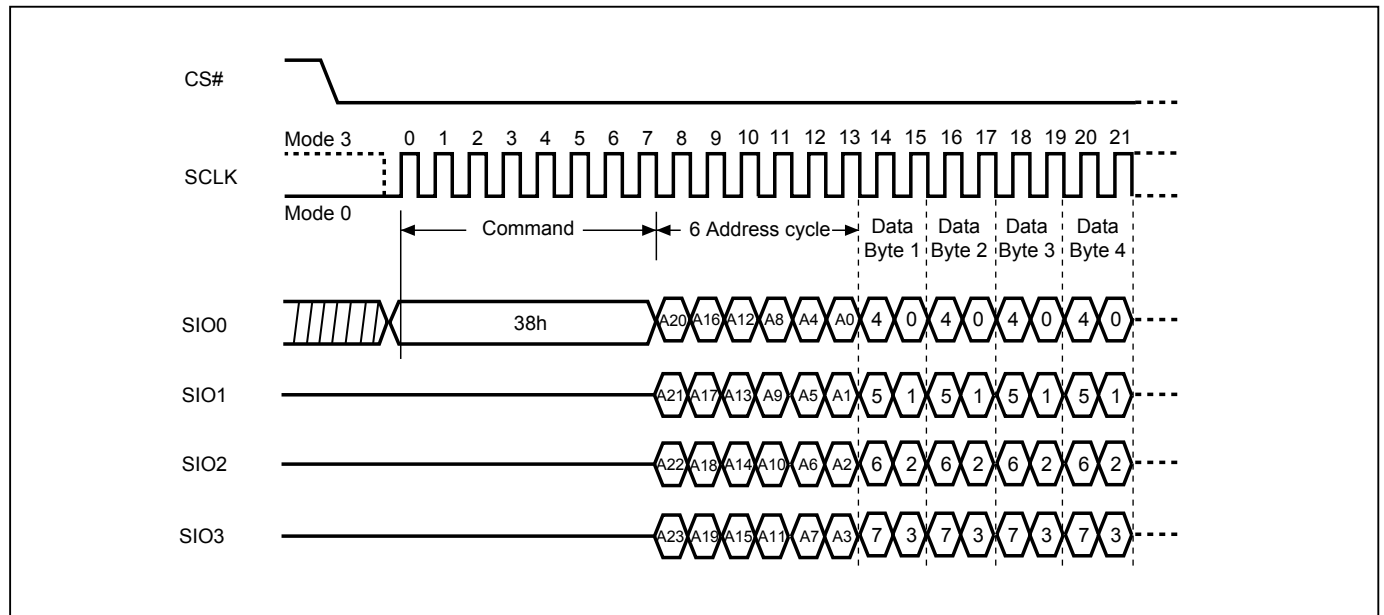 CS#
Mode 3
0 1 2 3 4 5 6 7 8 9 10 11 12 13 14 15 16 17 18 19 20 21
SCLK
Mode 0
Command
6 Address cycle
Data Byte 1
Data Byte 2
Data Byte 3
Data Byte 4
SIO0
38h
A20 A16 A12 A8 A4 A0 4 0 4 0 4 0 4 0
SIO1
A21 A17 A13 A9 A5 A1 5 1 5 1 5 1 5 1
SIO2
A22 A18 A14 A10 A6 A2 6 2 6 2 6 2 6 2
SIO3
A23 A19 A15 A11 A7 A3 7 3 7 3 7 3 7 3